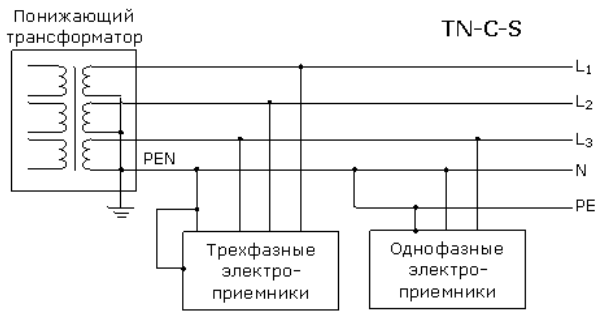 Понижающий
трансформатор
TN-C-S
L1
L2
L3
PEN
N
PE
Трехфазные
электро-
приемники
Однофазные
электро-
приемники